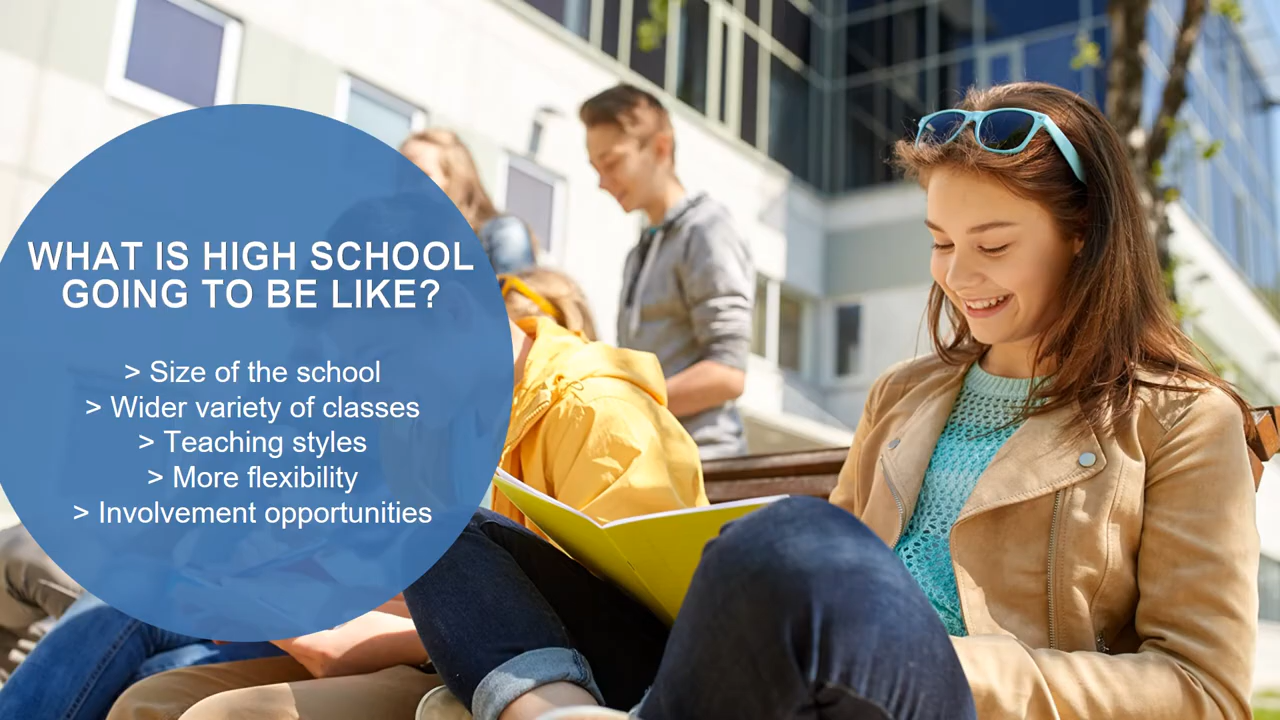 WHAT IS HIGH SCHOOL
GOING TO BE LIKE?
> Size of the school
> Wider variety of classes
> Teaching styles
> More flexibility
> Involvement opportunities